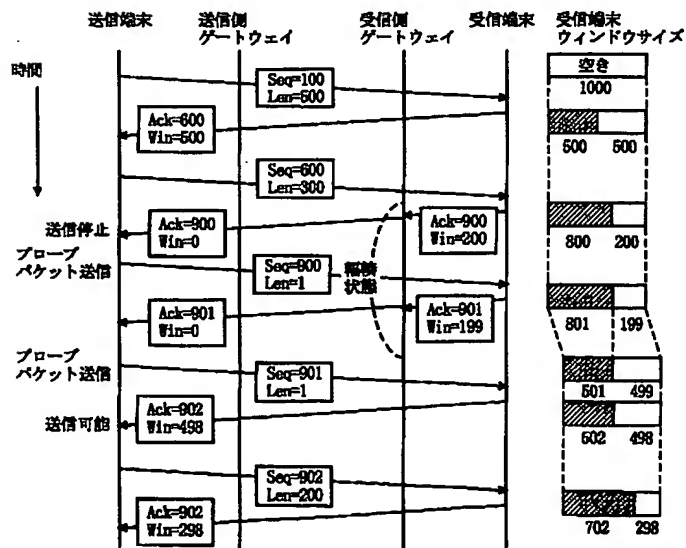 送信端末
送信側
ゲートウェイ
受信側
ゲートウェイ
受信端末
受信端末
ウィンドウサイズ
時間
空き
1000
Seq=100
Len=500
Ack=600
Win=500
500 500
Seq=600
Len=300
送信停止
Ack=900
Win=0
Ack=900
Win=200
800 200
プローブ
パケット送信
Seq=900
Len=1
輻湊
状態
Ack=901
Win=0
Ack=901
Win=199
801 199
プローブ
パケット送信
Seq=901
Len=1
501 499
送信可能
Ack=902
Win=498
502 498
Seq=902
Len=200
Ack=902
Win=298
702 298